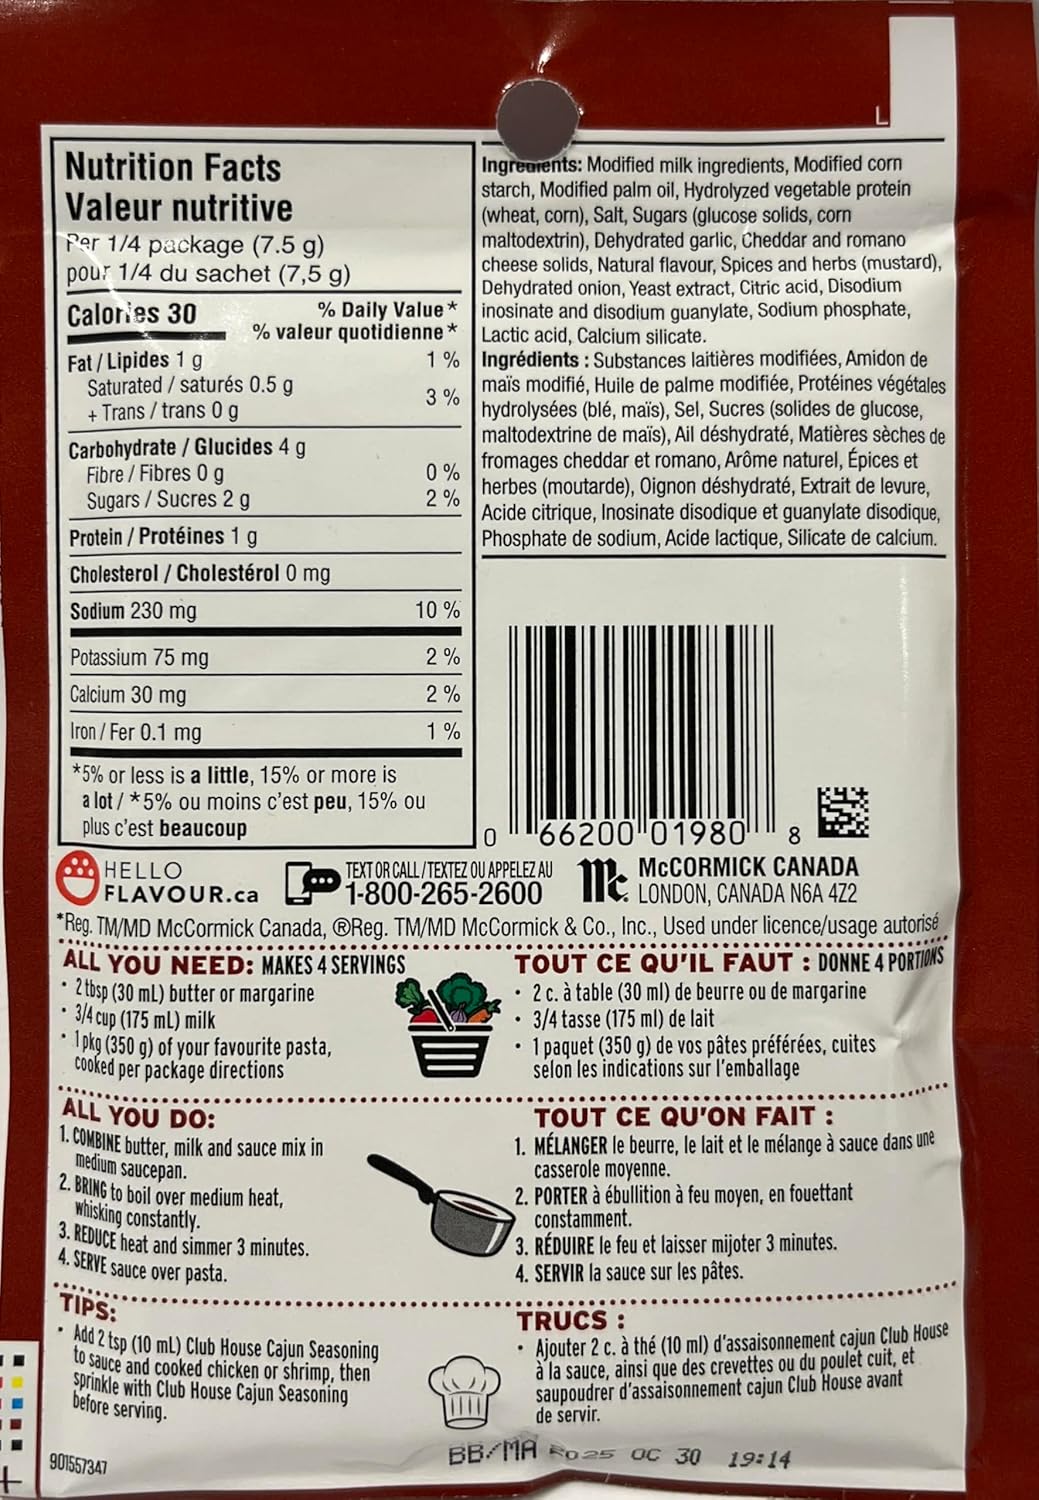 Nutrition Facts
Valeur nutritive
Per 1/4 package (7.5 g)
pour 1/4 du sachet (7,5 g)
Calories 30
% Daily Value*
% valeur quotidienne*
Fat / Lipides 1 g 1 %
Saturated / saturés 0.5 g
+ Trans / trans 0 g 3 %
Carbohydrate / Glucides 4 g
Fibre / Fibres 0 g 0 %
Sugars / Sucres 2 g 2 %
Protein / Protéines 1 g
Cholesterol / Cholestérol 0 mg
Sodium 230 mg 10 %
Potassium 75 mg 2 %
Calcium 30 mg 2 %
Iron / Fer 0.1 mg 1 %
*5% or less is a little, 15% or more is
a lot / *5% ou moins c'est peu, 15% ou
plus c'est beaucoup
Ingredients: Modified milk ingredients, Modified corn
starch, Modified palm oil, Hydrolyzed vegetable protein
(wheat, corn), Salt, Sugars (glucose solids, corn
maltodextrin), Dehydrated garlic, Cheddar and romano
cheese solids, Natural flavour, Spices and herbs (mustard),
Dehydrated onion, Yeast extract, Citric acid, Disodium
inosinate and disodium guanylate, Sodium phosphate,
Lactic acid, Calcium silicate.
Ingrédients : Substances laitières modifiées, Amidon de
maïs modifié, Huile de palme modifiée, Protéines végétales
hydrolysées (blé, maïs), Sel, Sucres (solides de glucose,
maltodextrine de maïs), Ail déshydraté, Matières sèches de
fromages cheddar et romano, Arôme naturel, Épices et
herbes (moutarde), Oignon déshydraté, Extrait de levure,
Acide citrique, Inosinate disodique et guanylate disodique,
Phosphate de sodium, Acide lactique, Silicate de calcium.
0 66200 01980 8
HELLO
FLAVOUR.ca
TEXT OR CALL / TEXTEZ OU APPELEZ AU
1-800-265-2600
Mc
McCORMICK CANADA
LONDON, CANADA N6A 4Z2
*Reg. TM/MD McCormick Canada, ®Reg. TM/MD McCormick & Co., Inc., Used under licence/usage autorisé
ALL YOU NEED: MAKES 4 SERVINGS
• 2 tbsp (30 mL) butter or margarine
• 3/4 cup (175 mL) milk
• 1 pkg (350 g) of your favourite pasta,
cooked per package directions
TOUT CE QU'IL FAUT : DONNE 4 PORTIONS
• 2 c. à table (30 ml) de beurre ou de margarine
• 3/4 tasse (175 ml) de lait
• 1 paquet (350 g) de vos pâtes préférées, cuites
selon les indications sur l'emballage
ALL YOU DO:
1. COMBINE butter, milk and sauce mix in
medium saucepan.
2. BRING to boil over medium heat,
whisking constantly.
3. REDUCE heat and simmer 3 minutes.
4. SERVE sauce over pasta.
TOUT CE QU'ON FAIT :
1. MÉLANGER le beurre, le lait et le mélange à sauce dans une
casserole moyenne.
2. PORTER à ébullition à feu moyen, en fouettant
constamment.
3. RÉDUIRE le feu et laisser mijoter 3 minutes.
4. SERVIR la sauce sur les pâtes.
TIPS:
• Add 2 tsp (10 mL) Club House Cajun Seasoning
to sauce and cooked chicken or shrimp, then
sprinkle with Club House Cajun Seasoning
before serving.
TRUCS :
• Ajouter 2 c. à thé (10 ml) d'assaisonnement cajun Club House
à la sauce, ainsi que des crevettes ou du poulet cuit, et
saupoudrer d'assaisonnement cajun Club House avant
de servir.
901557347
BB/MA 2025 OC 30 19:14